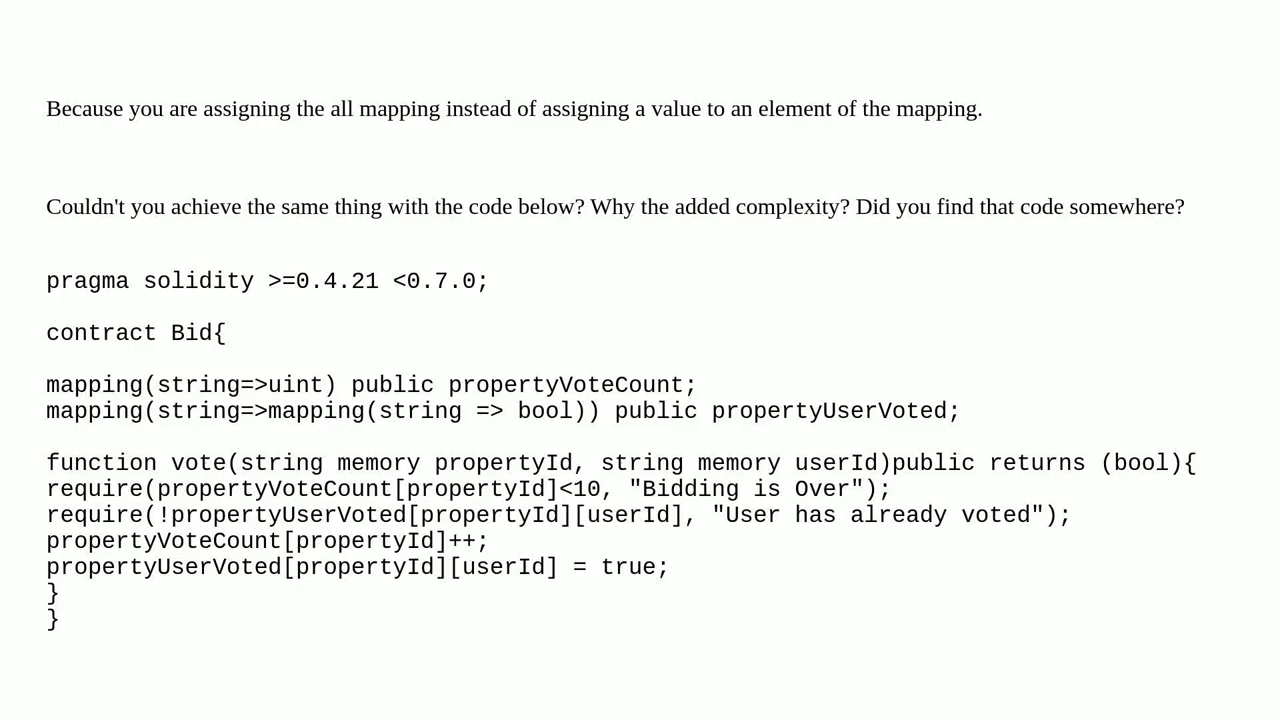 Because you are assigning the all mapping instead of assigning a value to an element of the mapping.
Couldn't you achieve the same thing with the code below? Why the added complexity? Did you find that code somewhere?
pragma solidity >=0.4.21 <0.7.0;
contract Bid{
mapping(string=>uint) public propertyVoteCount;
mapping(string=>mapping(string => bool)) public propertyUserVoted;
function vote(string memory propertyId, string memory userId)public returns (bool){
require(propertyVoteCount[propertyId]<10, "Bidding is Over");
require(!propertyUserVoted[propertyId][userId], "User has already voted");
propertyVoteCount[propertyId]++;
propertyUserVoted[propertyId][userId] = true;
}
}